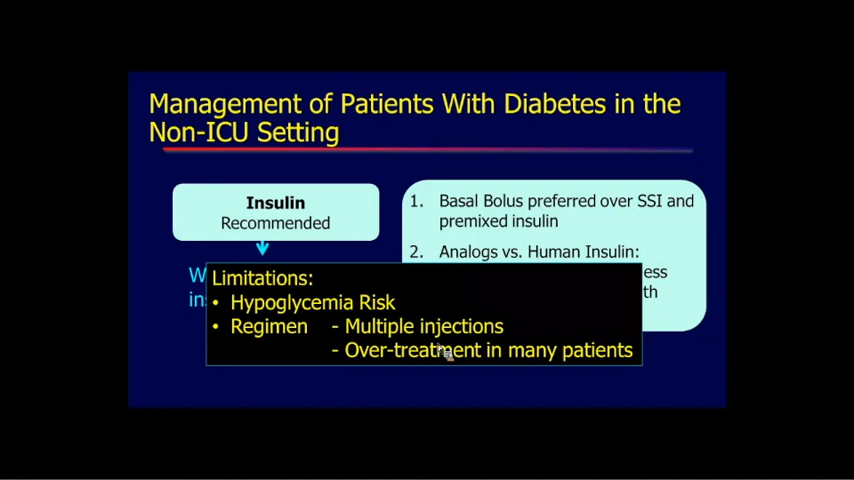 Management of Patients With Diabetes in the
Non-ICU Setting
Insulin
Recommended
1. Basal Bolus preferred over SSI and
premixed insulin
2. Analogs vs. Human Insulin:
Limitations:
• Hypoglycemia Risk
• Regimen - Multiple injections
- Over-treatment in many patients